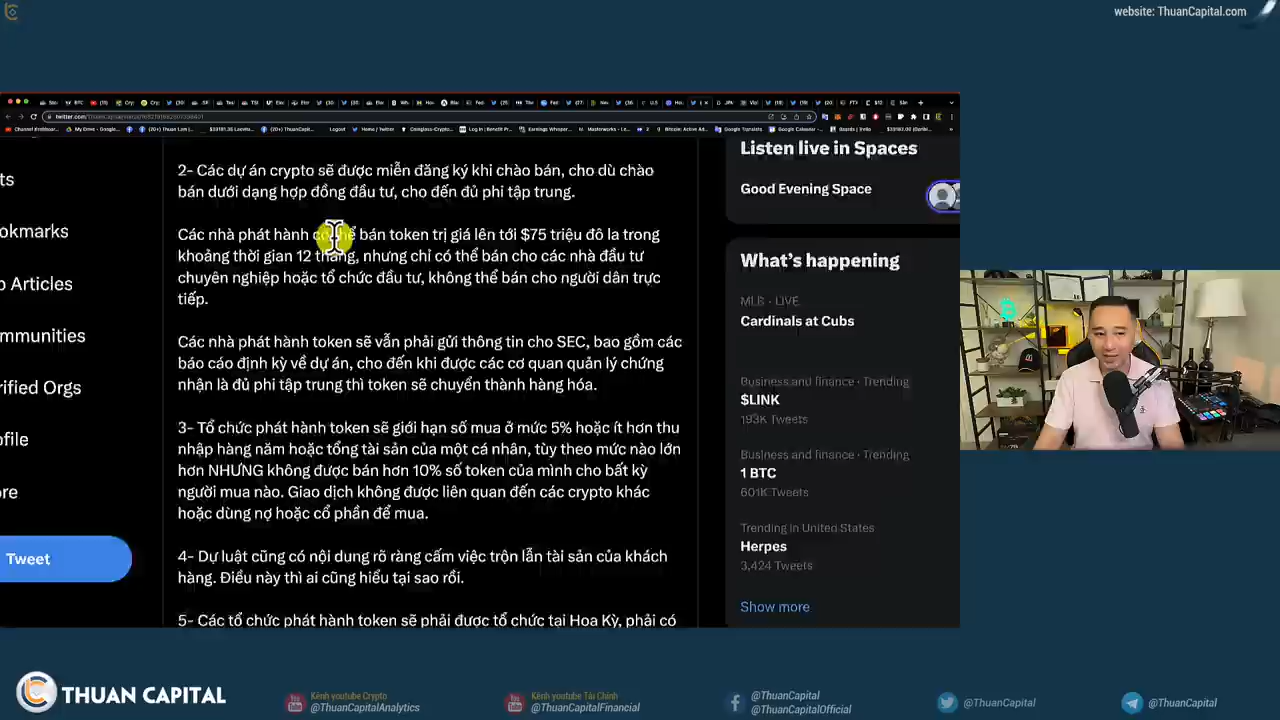 website: ThuanCapital.com
2- Các dự án crypto sẽ được miễn đăng ký khi chào bán, cho dù chào
bán dưới dạng hợp đồng đầu tư, cho đến đủ phi tập trung.
Các nhà phát hành có thể bán token trị giá lên tới $75 triệu đô la trong
khoảng thời gian 12 tháng, nhưng chỉ có thể bán cho các nhà đầu tư
chuyên nghiệp hoặc tổ chức đầu tư, không thể bán cho người dân trực
tiếp.
Các nhà phát hành token sẽ vẫn phải gửi thông tin cho SEC, bao gồm các
báo cáo định kỳ về dự án, cho đến khi được các cơ quan quản lý chứng
nhận là đủ phi tập trung thì token sẽ chuyển thành hàng hóa.
3- Tổ chức phát hành token sẽ giới hạn số mua ở mức 5% hoặc ít hơn thu
nhập hàng năm hoặc tổng tài sản của một cá nhân, tùy theo mức nào lớn
hơn NHƯNG không được bán hơn 10% số token của mình cho bất kỳ
người mua nào. Giao dịch không được liên quan đến các crypto khác
hoặc dùng nợ hoặc cổ phần để mua.
4- Dự luật cũng có nội dung rõ ràng cấm việc trộn lẫn tài sản của khách
hàng. Điều này thì ai cũng hiểu tại sao rồi.
5- Các tổ chức phát hành token sẽ phải được tổ chức tại Hoa Kỳ, phải có
ts
okmarks
p Articles
mmunities
rified Orgs
ofile
ore
Tweet
Listen live in Spaces
Good Evening Space
What's happening
MLB · LIVE
Cardinals at Cubs
Business and finance · Trending
$LINK
193K Tweets
Business and finance · Trending
1 BTC
601K Tweets
Trending in United States
Herpes
3,424 Tweets
Show more
THUAN CAPITAL
Kênh youtube Crypto
@ThuanCapitalAnalytics
Kênh youtube Tài Chính
@ThuanCapitalFinancial
@ThuanCapital
@ThuanCapitalOfficial
@ThuanCapital
@ThuanCapital